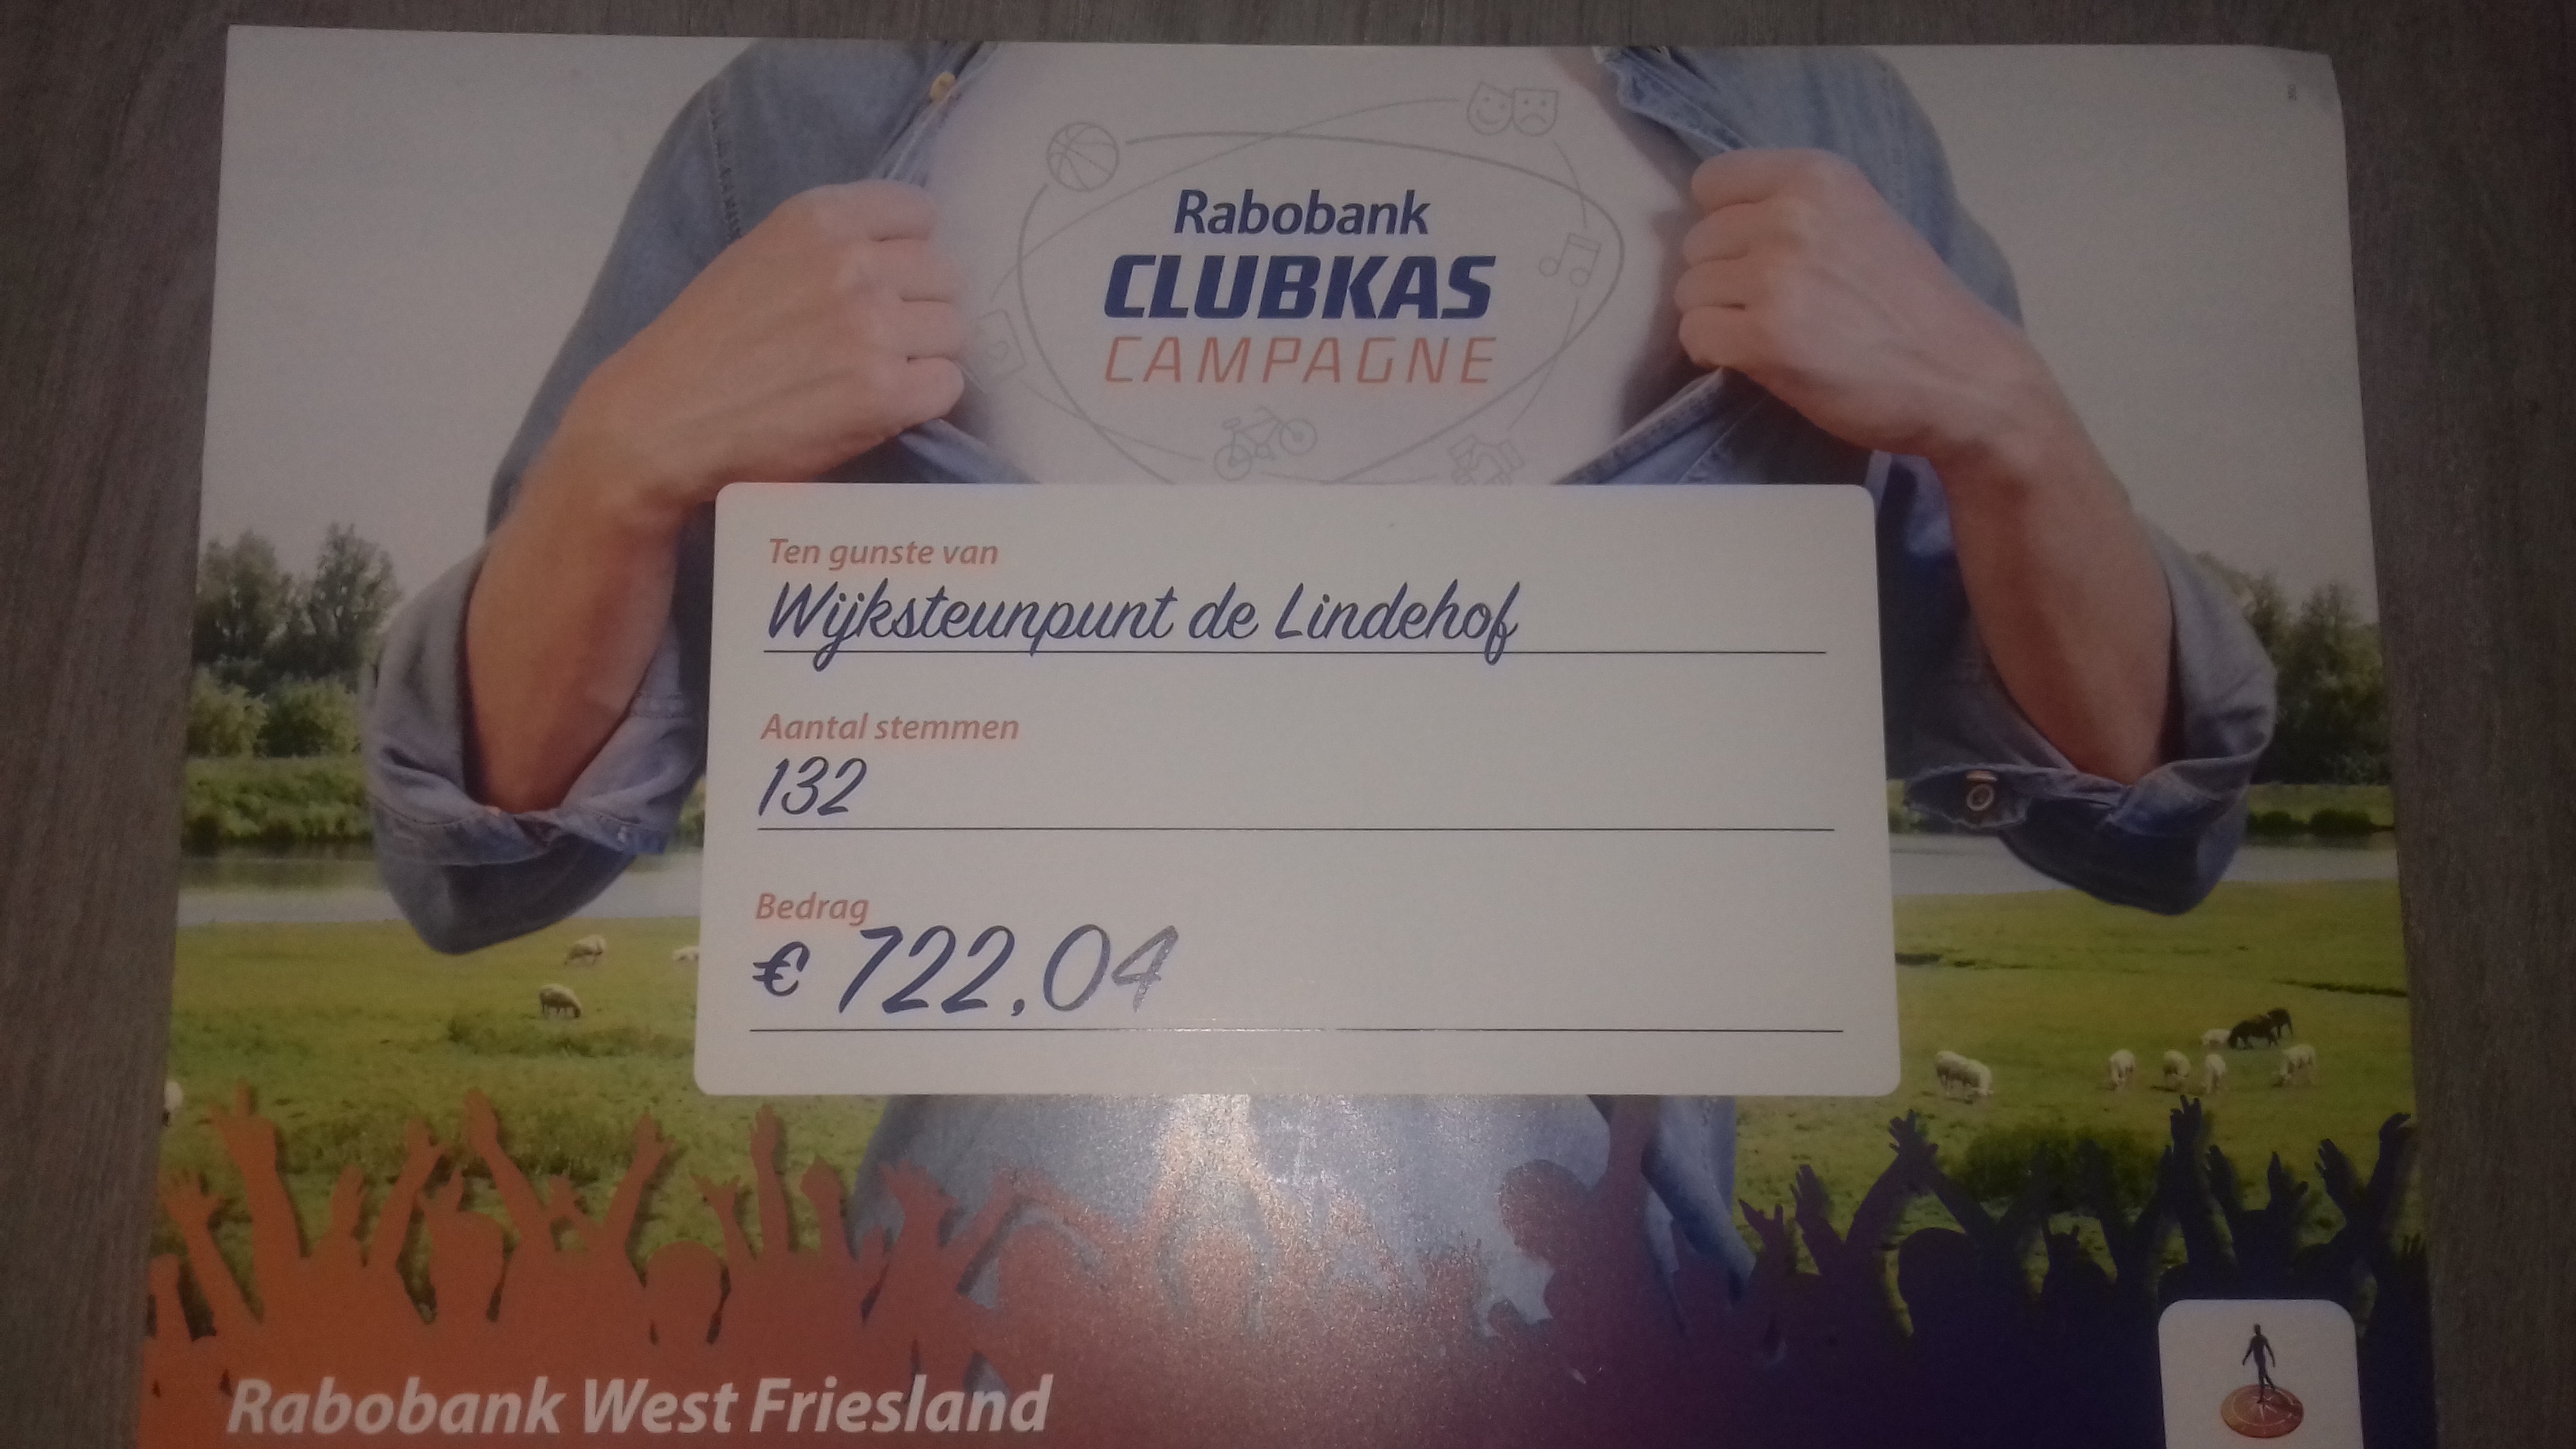 Rabobank
CLUBKAS
CAMPAGNE
Ten gunste van
Wijksteunpunt de Lindehof
Aantal stemmen
132
Bedrag
€ 722,04
Rabobank West Friesland